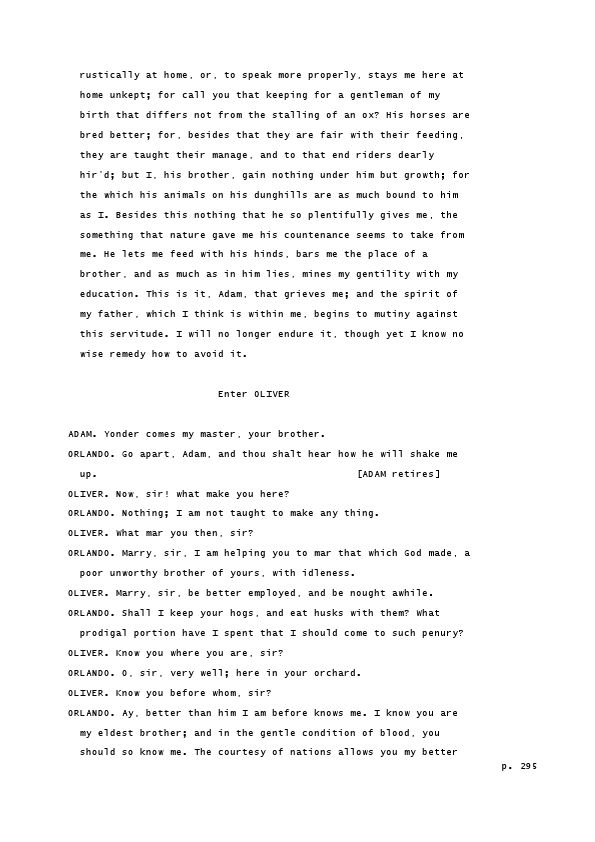 rustically at home, or, to speak more properly, stays me here at
home unkept; for call you that keeping for a gentleman of my
birth that differs not from the stalling of an ox? His horses are
bred better; for, besides that they are fair with their feeding,
they are taught their manage, and to that end riders dearly
hir'd; but I, his brother, gain nothing under him but growth; for
the which his animals on his dunghills are as much bound to him
as I. Besides this nothing that he so plentifully gives me, the
something that nature gave me his countenance seems to take from
me. He lets me feed with his hinds, bars me the place of a
brother, and as much as in him lies, mines my gentility with my
education. This is it, Adam, that grieves me; and the spirit of
my father, which I think is within me, begins to mutiny against
this servitude. I will no longer endure it, though yet I know no
wise remedy how to avoid it.
Enter OLIVER
ADAM. Yonder comes my master, your brother.
ORLANDO. Go apart, Adam, and thou shalt hear how he will shake me
up. [ADAM retires]
OLIVER. Now, sir! what make you here?
ORLANDO. Nothing; I am not taught to make any thing.
OLIVER. What mar you then, sir?
ORLANDO. Marry, sir, I am helping you to mar that which God made, a
poor unworthy brother of yours, with idleness.
OLIVER. Marry, sir, be better employed, and be nought awhile.
ORLANDO. Shall I keep your hogs, and eat husks with them? What
prodigal portion have I spent that I should come to such penury?
OLIVER. Know you where you are, sir?
ORLANDO. O, sir, very well; here in your orchard.
OLIVER. Know you before whom, sir?
ORLANDO. Ay, better than him I am before knows me. I know you are
my eldest brother; and in the gentle condition of blood, you
should so know me. The courtesy of nations allows you my better
p. 295